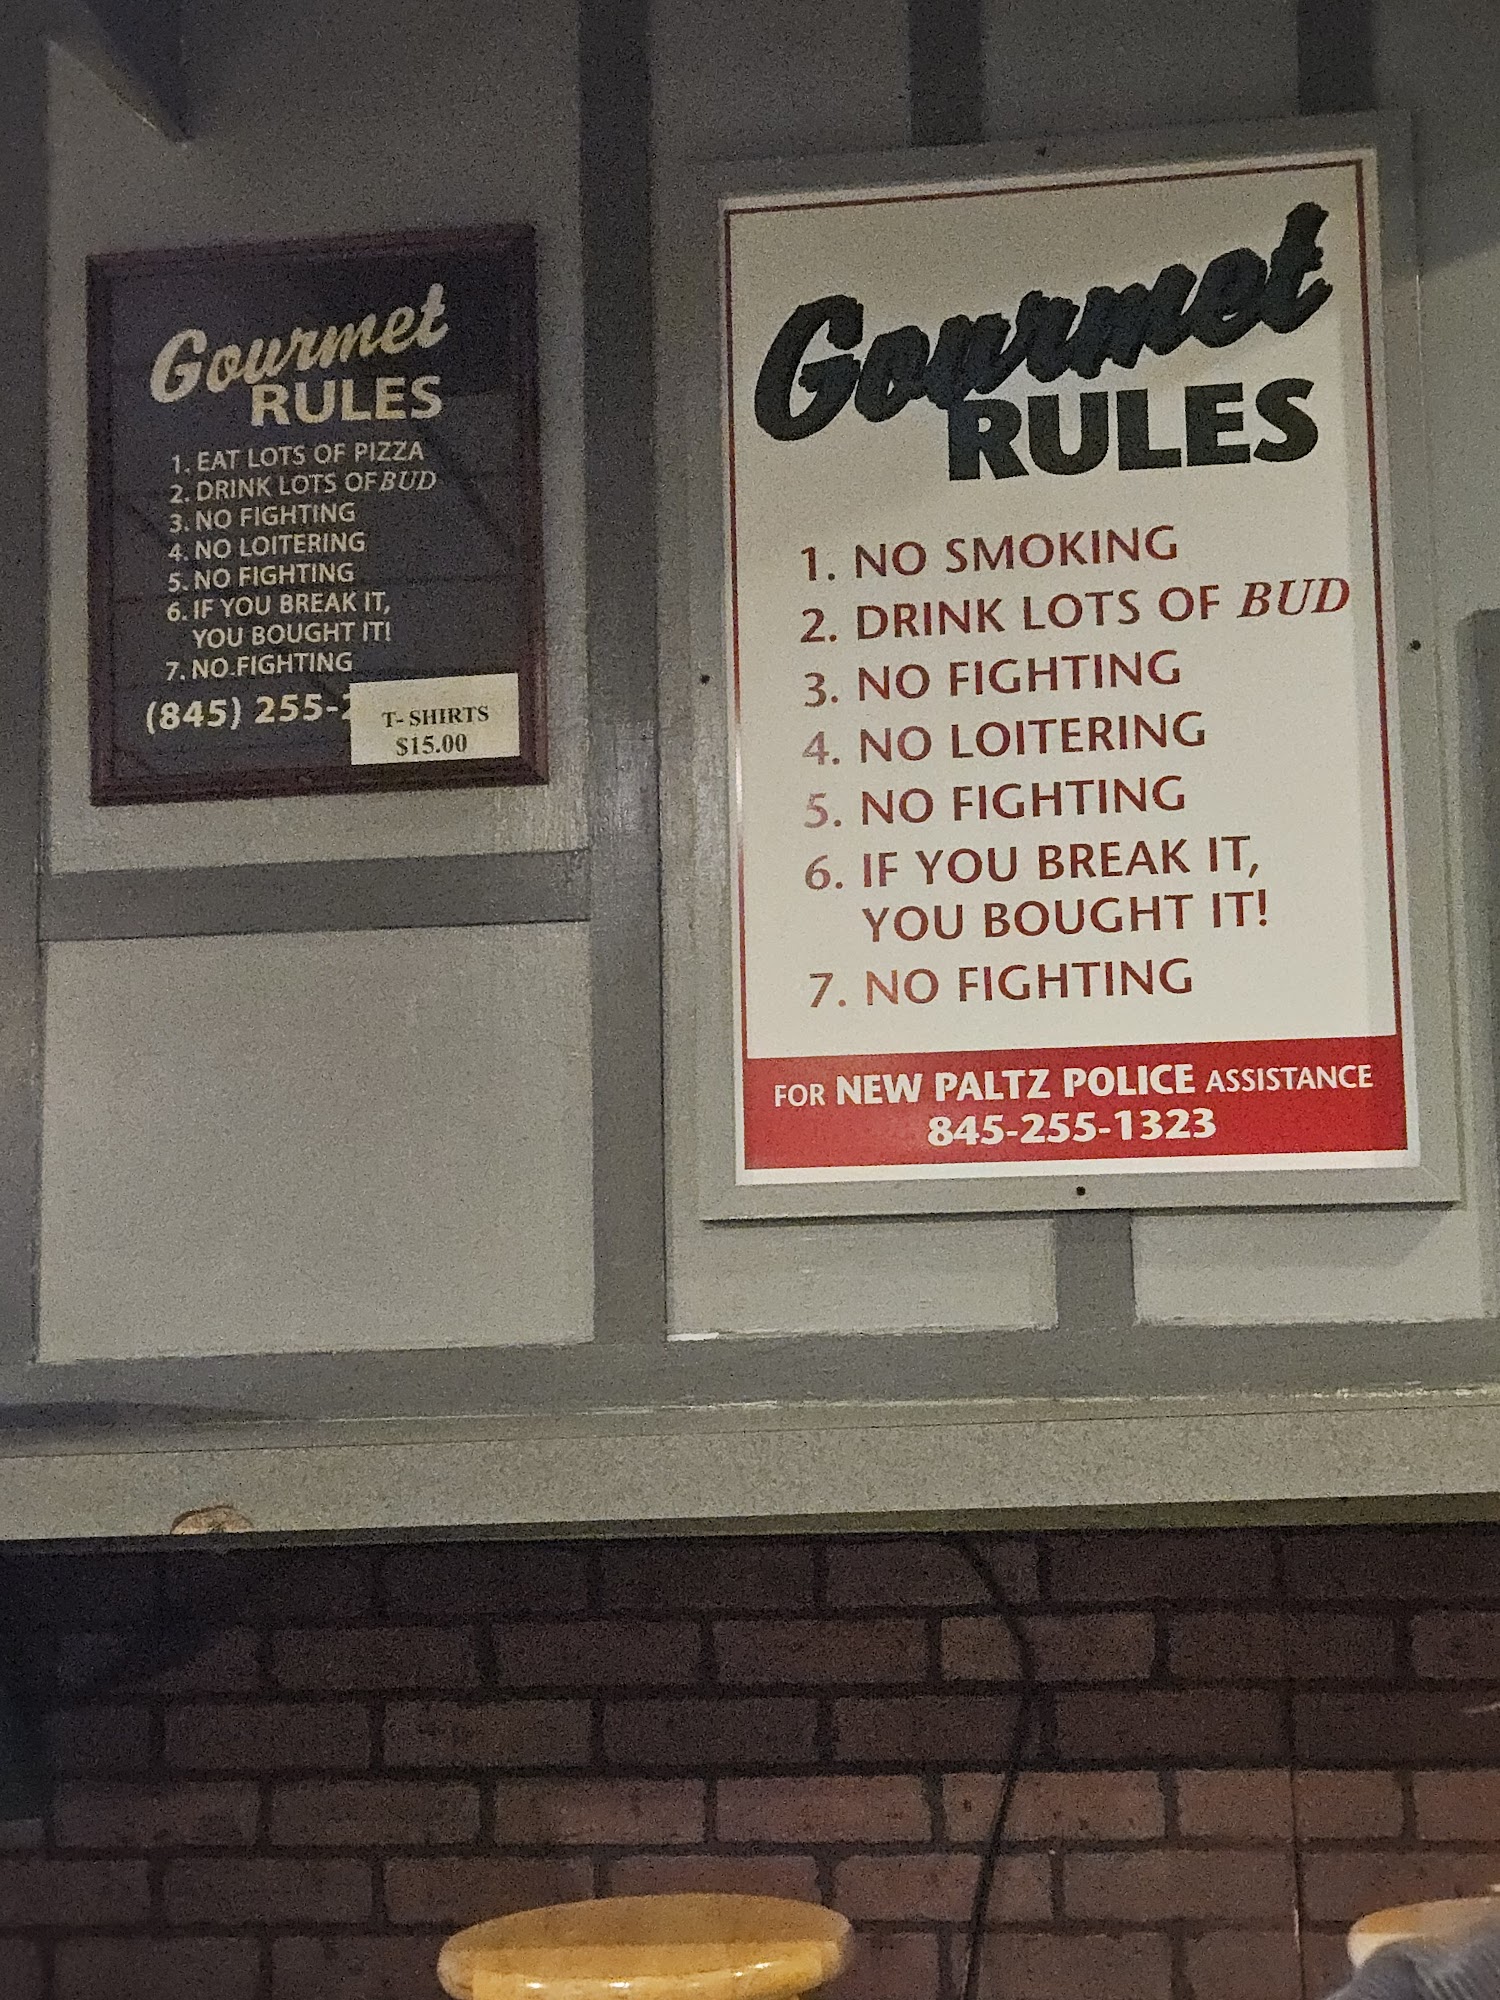 Gourmet
RULES
1. EAT LOTS OF PIZZA
2. DRINK LOTS OF BUD
3. NO FIGHTING
4. NO LOITERING
5. NO FIGHTING
6. IF YOU BREAK IT,
YOU BOUGHT IT!
7. NO FIGHTING
(845) 255-2
T-SHIRTS
$15.00
Gourmet
RULES
1. NO SMOKING
2. DRINK LOTS OF BUD
3. NO FIGHTING
4. NO LOITERING
5. NO FIGHTING
6. IF YOU BREAK IT,
YOU BOUGHT IT!
7. NO FIGHTING
FOR NEW PALTZ POLICE ASSISTANCE
845-255-1323